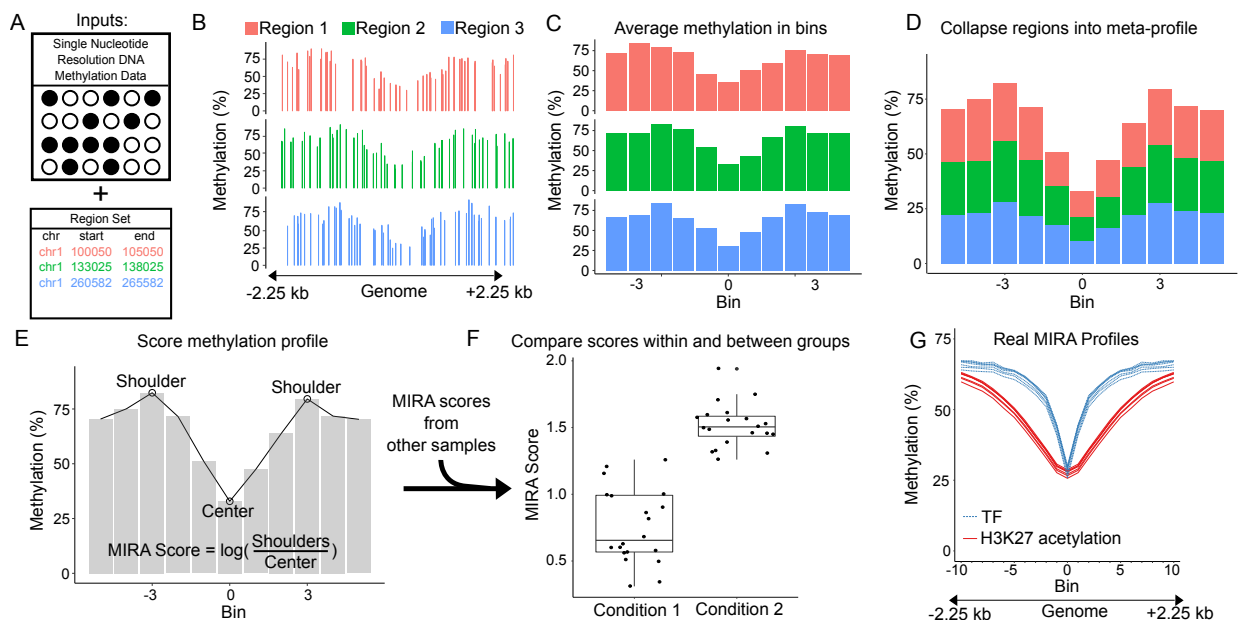 A
Inputs:
Single Nucleotide
Resolution DNA
Methylation Data
+
Region Set
chr start end
chr1 100050 105050
chr1 133025 138025
chr1 260582 265582
B
Region 1 Region 2 Region 3
Methylation (%)
75
50
25
0
75
50
25
0
75
50
25
0
Genome
-2.25 kb +2.25 kb
C
Average methylation in bins
Methylation (%)
75
50
25
0
75
50
25
0
75
50
25
0
-3 0 3
Bin
D
Collapse regions into meta-profile
Methylation (%)
75
50
25
0
-3 0 3
Bin
E
Score methylation profile
Methylation (%)
75
50
25
0
Shoulder Shoulder
Center
MIRA Score = log(Shoulders
Center)
-3 0 3
Bin
MIRA scores
from
other samples
F
Compare scores within and between groups
MIRA Score
2.0
1.5
1.0
0.5
Condition 1 Condition 2
G
Real MIRA Profiles
Methylation (%)
75
50
25
0
TF
H3K27 acetylation
-10 -5 0 5 10
Bin
Genome
-2.25 kb +2.25 kb